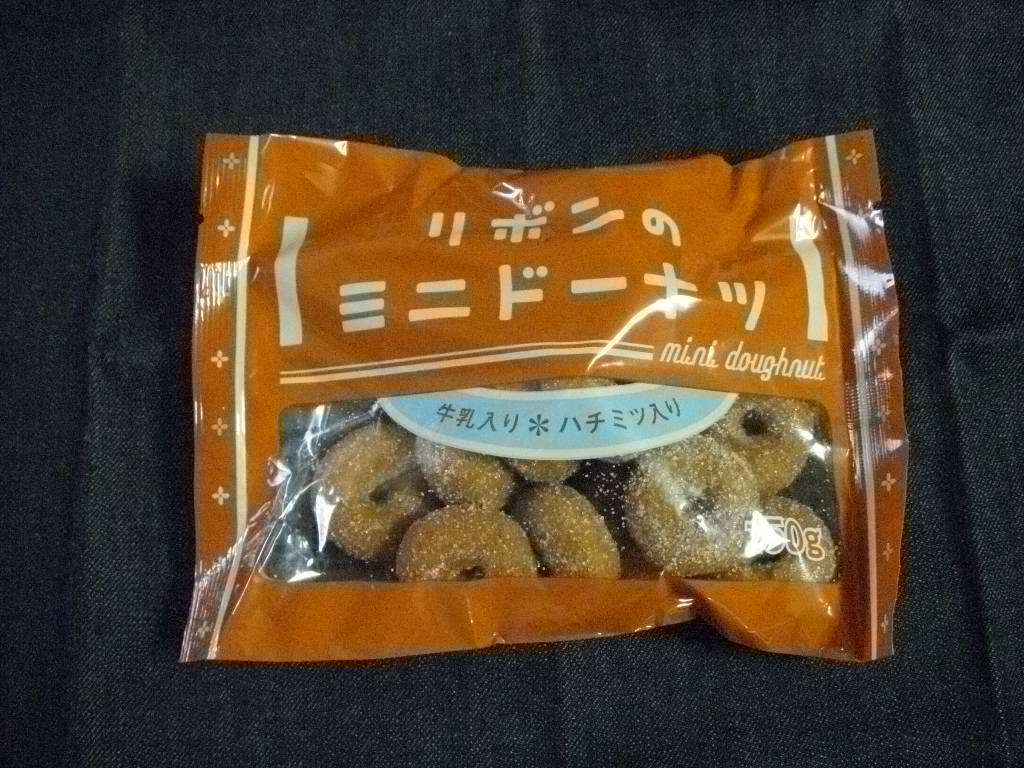 リボンの
ミニドーナツ
mini doughnut
牛乳入り＊ハチミツ入り
150g